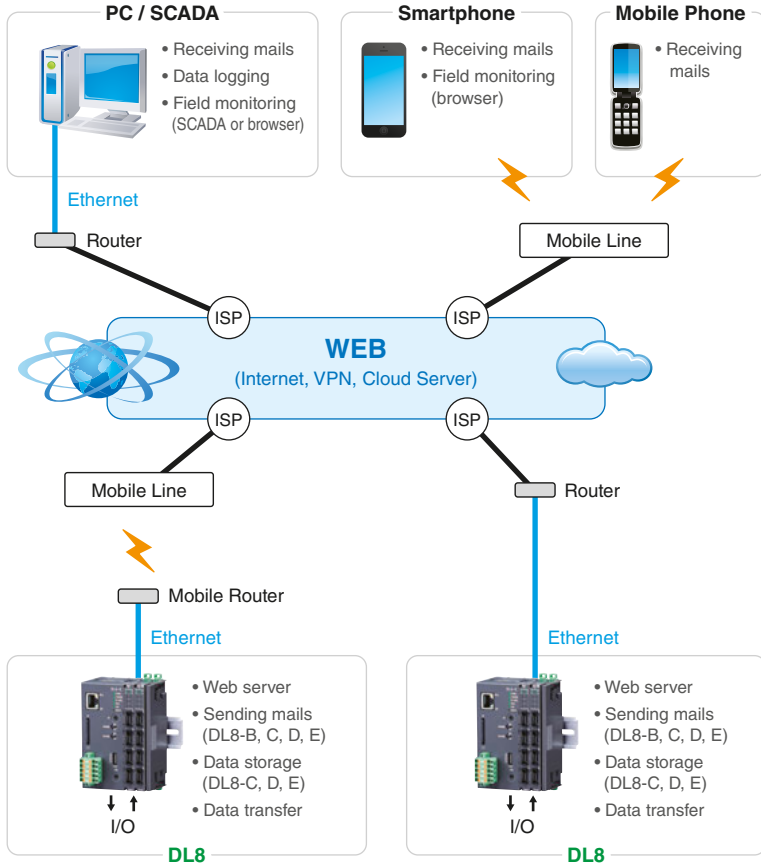 PC / SCADA
• Receiving mails
• Data logging
• Field monitoring
(SCADA or browser)
Smartphone
• Receiving mails
• Field monitoring
(browser)
Mobile Phone
• Receiving
mails
Ethernet
Router
Mobile Line
ISP
ISP
WEB
(Internet, VPN, Cloud Server)
ISP
ISP
Mobile Line
Router
Mobile Router
Ethernet
Ethernet
• Web server
• Sending mails
(DL8-B, C, D, E)
• Data storage
(DL8-C, D, E)
• Data transfer
I/O
DL8
• Web server
• Sending mails
(DL8-B, C, D, E)
• Data storage
(DL8-C, D, E)
• Data transfer
I/O
DL8